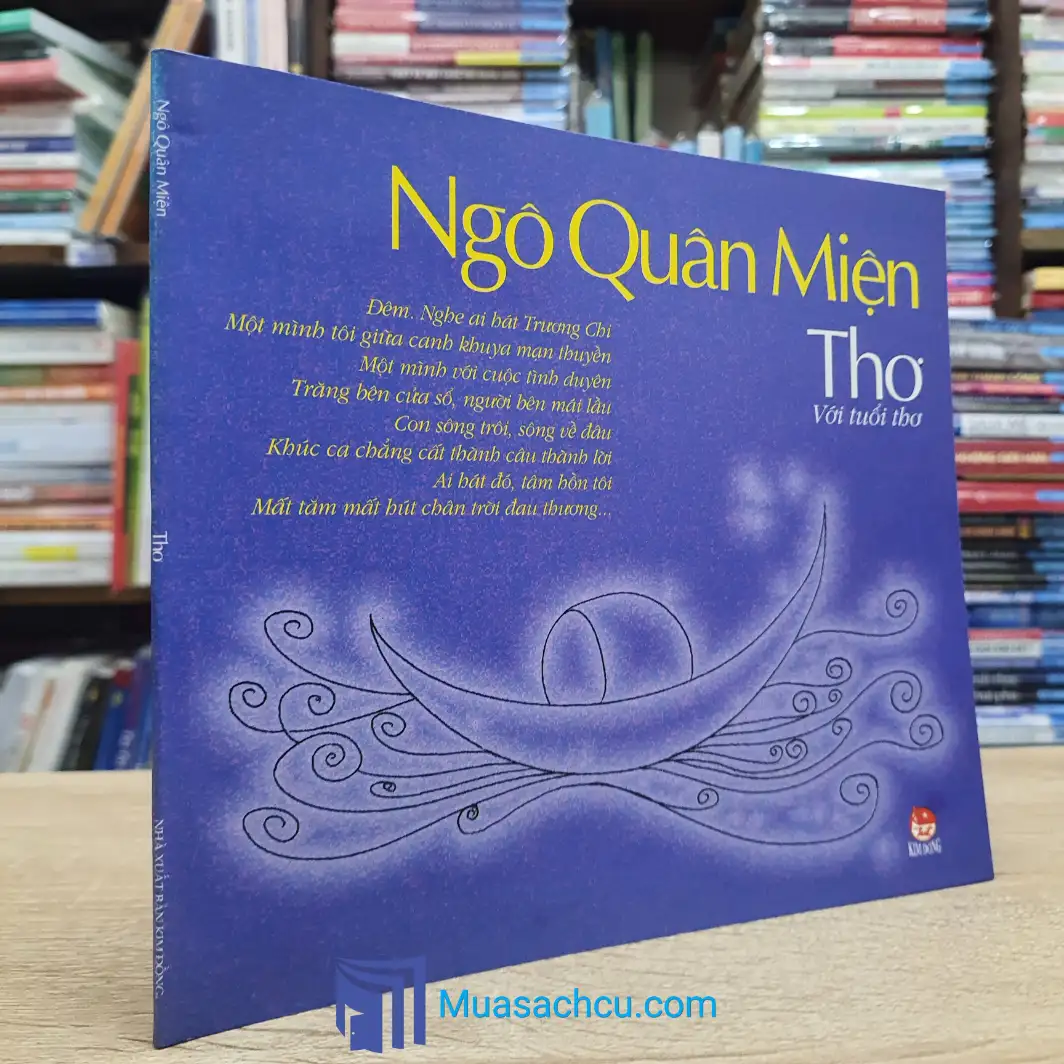 Ngô Quân Miện
Thơ
Với tuổi thơ
Đêm. Nghe ai hát Trương Chi
Một mình tôi giữa canh khuya mạn thuyền
Một mình với cuộc tình duyên
Trăng bên cửa sổ, người bên mái lầu
Con sông trôi, sông về đâu
Khúc ca chẳng cất thành câu thành lời
Ai hát đó, tâm hồn tôi
Mất tăm mất hút chân trời đau thương...
KIM ĐỒNG
Ngô Quân Miện
Thơ
NHÀ XUẤT BẢN KIM ĐỒNG
Muasachcu.com